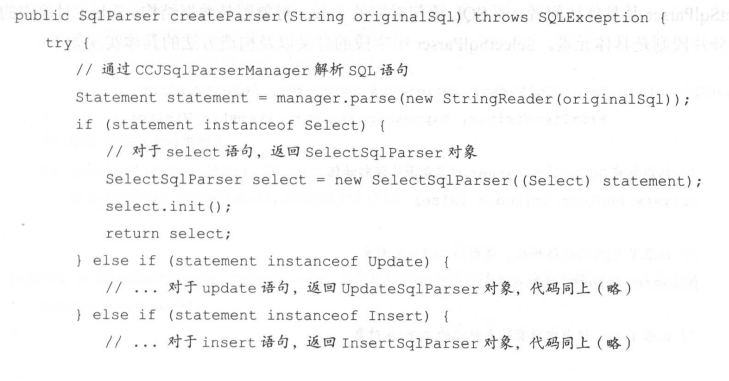 public SqlParser createParser(String originalSql) throws SQLException {
try {
// 通过 CCJSqlParserManager 解析 SQL 语句
Statement statement = manager.parse(new StringReader(originalSql));
if (statement instanceof Select) {
// 对于 select 语句，返回 SelectSqlParser 对象
SelectSqlParser select = new SelectSqlParser((Select) statement);
select.init();
return select;
} else if (statement instanceof Update) {
// ... 对于 update 语句，返回 UpdateSqlParser 对象，代码同上（略）
} else if (statement instanceof Insert) {
// ... 对于 insert 语句，返回 InsertSqlParser 对象，代码同上（略）